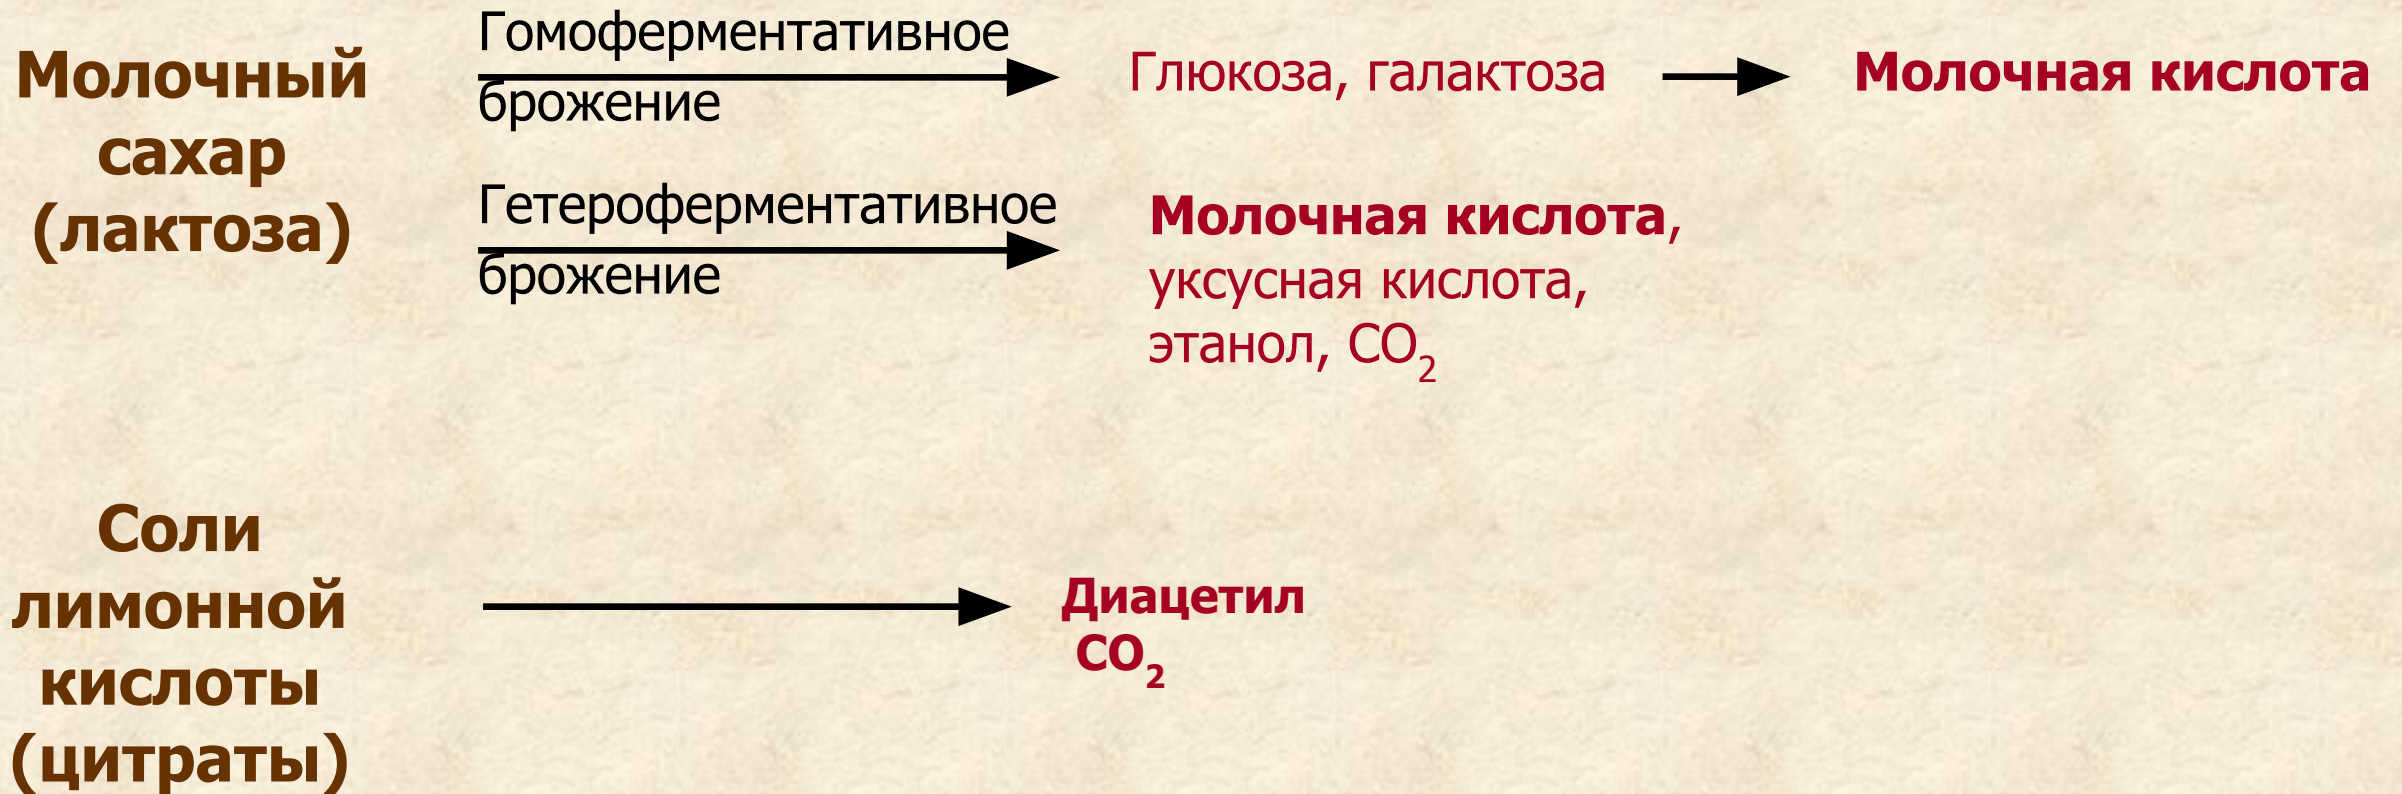 Молочный
сахар
(лактоза)
Гомоферментативное
брожение
Глюкоза, галактоза
Молочная кислота
Гетероферментативное
брожение
Молочная кислота,
уксусная кислота,
этанол, CO₂
Соли
лимонной
кислоты
(цитраты)
Диацетил
CO₂